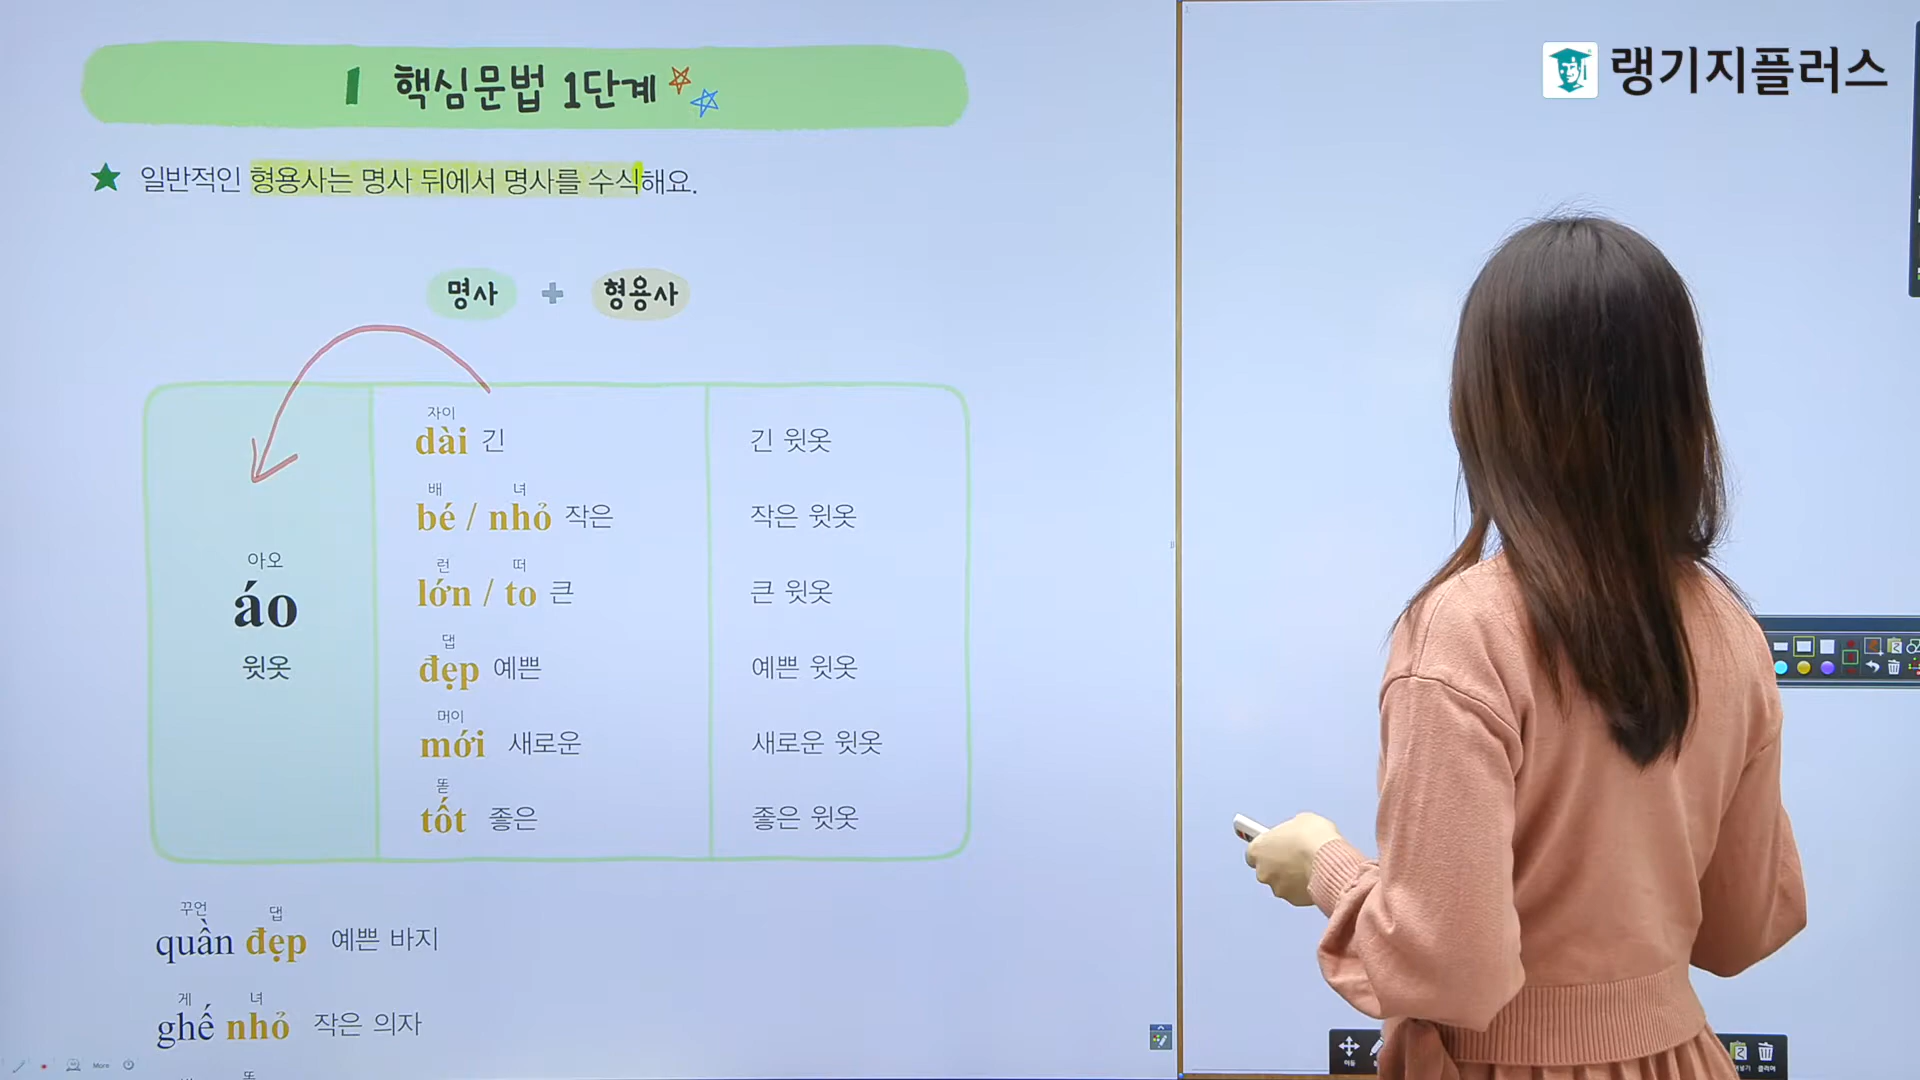 랭기지플러스
1 핵심문법 1단계
일반적인 형용사는 명사 뒤에서 명사를 수식해요.
명사 + 형용사
아오
áo
윗옷
자이
dài 긴
긴 윗옷
배 녀
bé / nhỏ 작은
작은 윗옷
런 떠
lớn / to 큰
큰 윗옷
댑
đẹp 예쁜
예쁜 윗옷
머이
mới 새로운
새로운 윗옷
똗
tốt 좋은
좋은 윗옷
꾸언 댑
quần đẹp 예쁜 바지
게 녀
ghế nhỏ 작은 의자
More